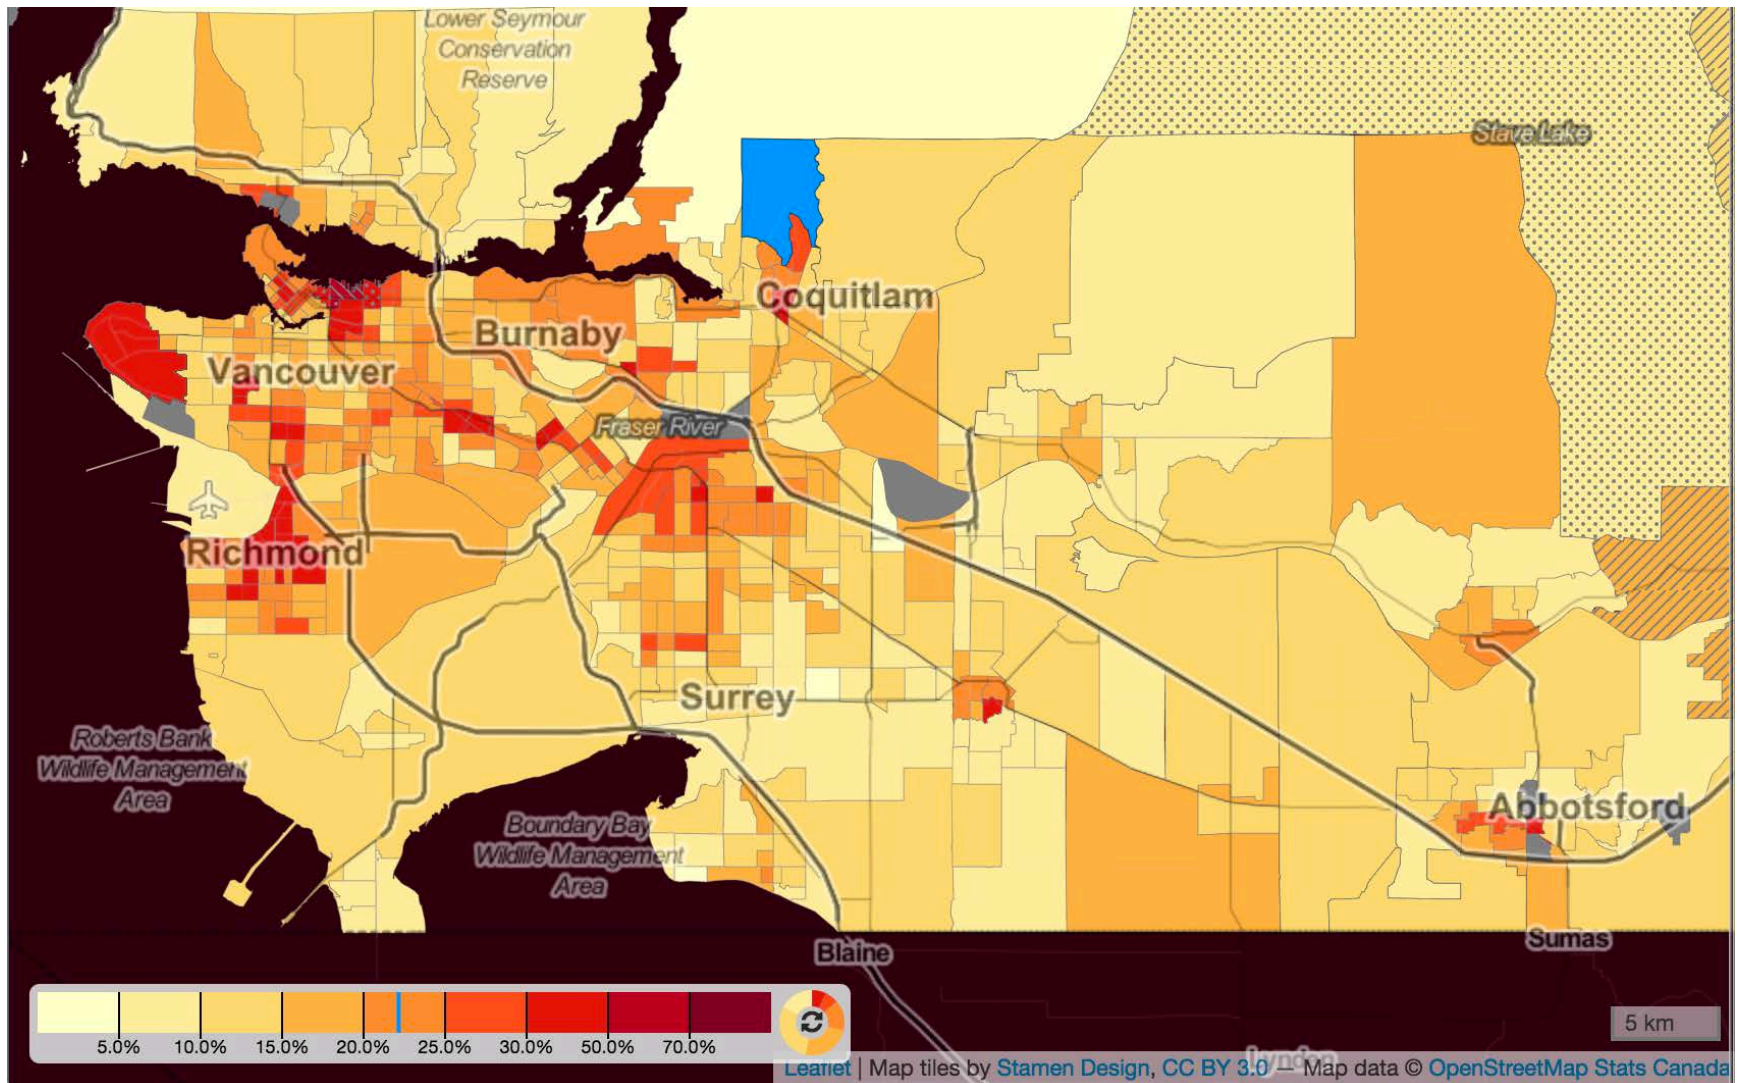 Lower Seymour
Conservation
Reserve
Stave Lake
Coquitlam
Burnaby
Vancouver
Fraser River
Richmond
Surrey
Roberts Bank
Wildlife Management
Area
Abbotsford
Boundary Bay
Wildlife Management
Area
Sumas
Blaine
5.0% 10.0% 15.0% 20.0% 25.0% 30.0% 50.0% 70.0%
5 km
Lynden
Leaflet | Map tiles by Stamen Design, CC BY 3.0 — Map data © OpenStreetMap Stats Canada